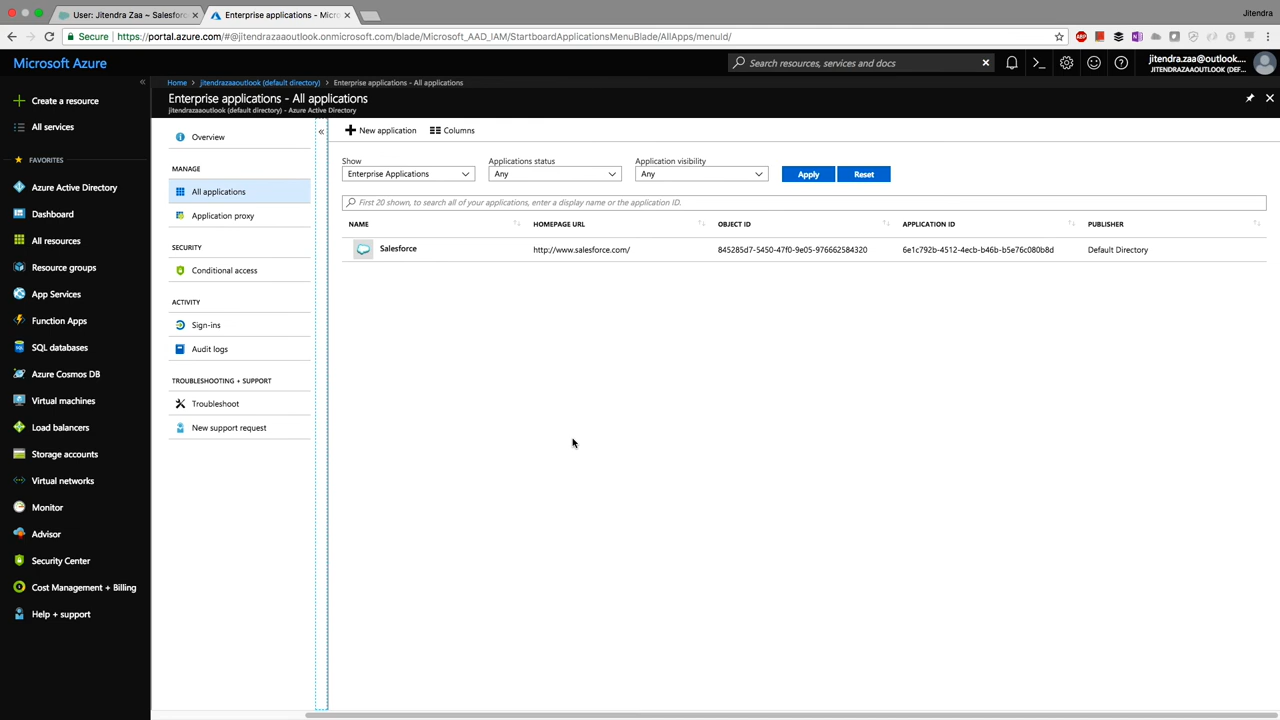 User: Jitendra Zaa ~ Salesforc
Enterprise applications - Micr
Jitendra
Secure https://portal.azure.com/#@jitendrazaaoutlook.onmicrosoft.com/blade/Microsoft_AAD_IAM/StartboardApplicationsMenuBlade/AllApps/menuId/
Microsoft Azure
Search resources, services and docs
jitendra.zaa@outlook....
JITENDRAZAAOUTLOOK (DEF...
Home > jitendrazaaoutlook (default directory) > Enterprise applications - All applications
Enterprise applications - All applications
jitendrazaaoutlook (default directory) - Azure Active Directory
Create a resource
All services
FAVORITES
Azure Active Directory
Dashboard
All resources
Resource groups
App Services
Function Apps
SQL databases
Azure Cosmos DB
Virtual machines
Load balancers
Storage accounts
Virtual networks
Monitor
Advisor
Security Center
Cost Management + Billing
Help + support
Overview
MANAGE
All applications
Application proxy
SECURITY
Conditional access
ACTIVITY
Sign-ins
Audit logs
TROUBLESHOOTING + SUPPORT
Troubleshoot
New support request
New application
Columns
Show
Applications status
Application visibility
Enterprise Applications
Any
Any
Apply
Reset
First 20 shown, to search all of your applications, enter a display name or the application ID.
NAME HOMEPAGE URL OBJECT ID APPLICATION ID PUBLISHER
Salesforce http://www.salesforce.com/ 845285d7-5450-47f0-9e05-976662584320 6e1c792b-4512-4ecb-b46b-b5e76c080b8d Default Directory